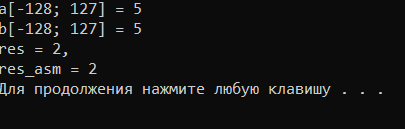 a[-128; 127] = 5
b[-128; 127] = 5
res = 2,
res_asm = 2
Для продолжения нажмите любую клавишу . . .